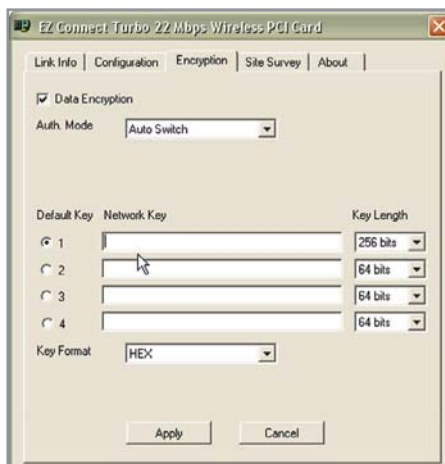 EZ Connect Turbo 22 Mbps Wireless PCI Card
Link Info Configuration Encryption Site Survey About
Data Encryption
Auth. Mode Auto Switch
Default Key Network Key Key Length
1 256 bits
2 64 bits
3 64 bits
4 64 bits
Key Format HEX
Apply Cancel